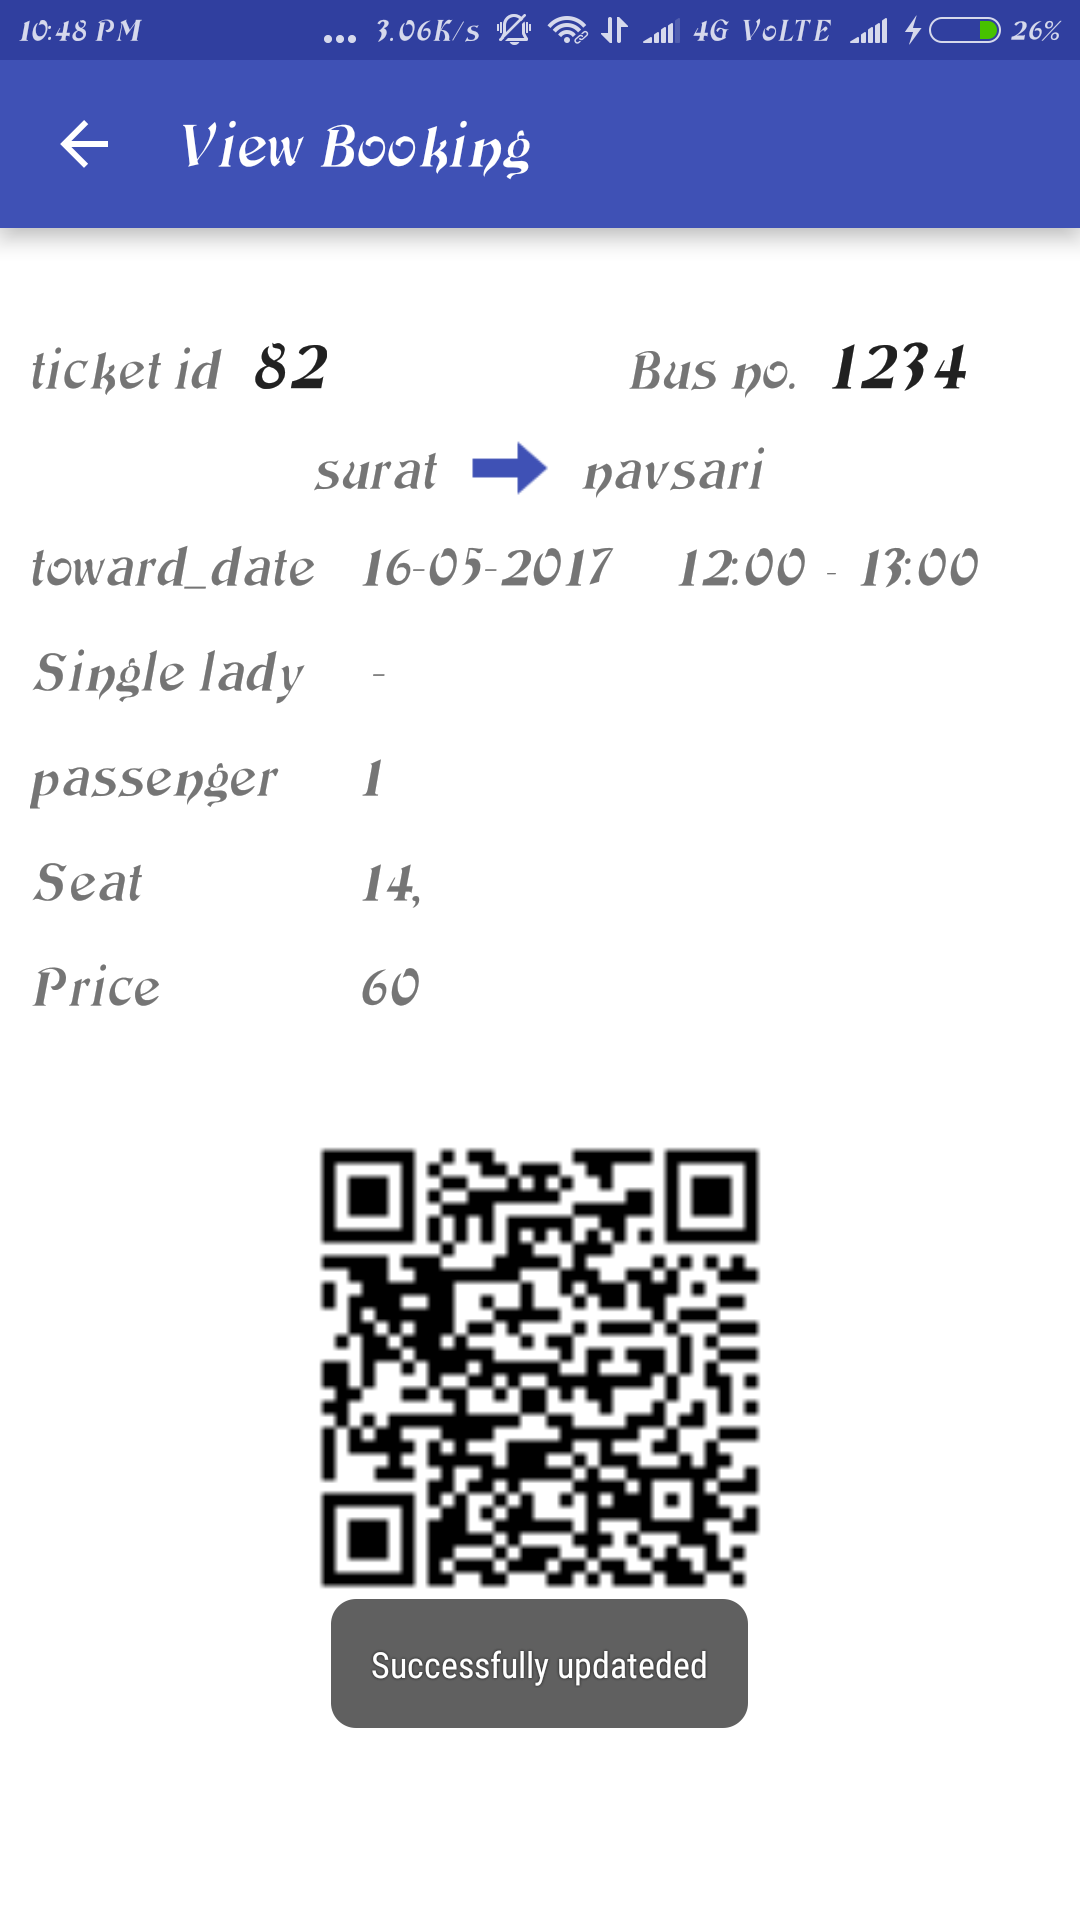 10:48 PM ... 3.06K/s 4G VoLTE 26%
View Booking
ticket id 82 Bus no. 1234
surat navsari
toward_date 16-05-2017 12:00 - 13:00
Single lady -
passenger 1
Seat 14,
Price 60
Successfully updateded